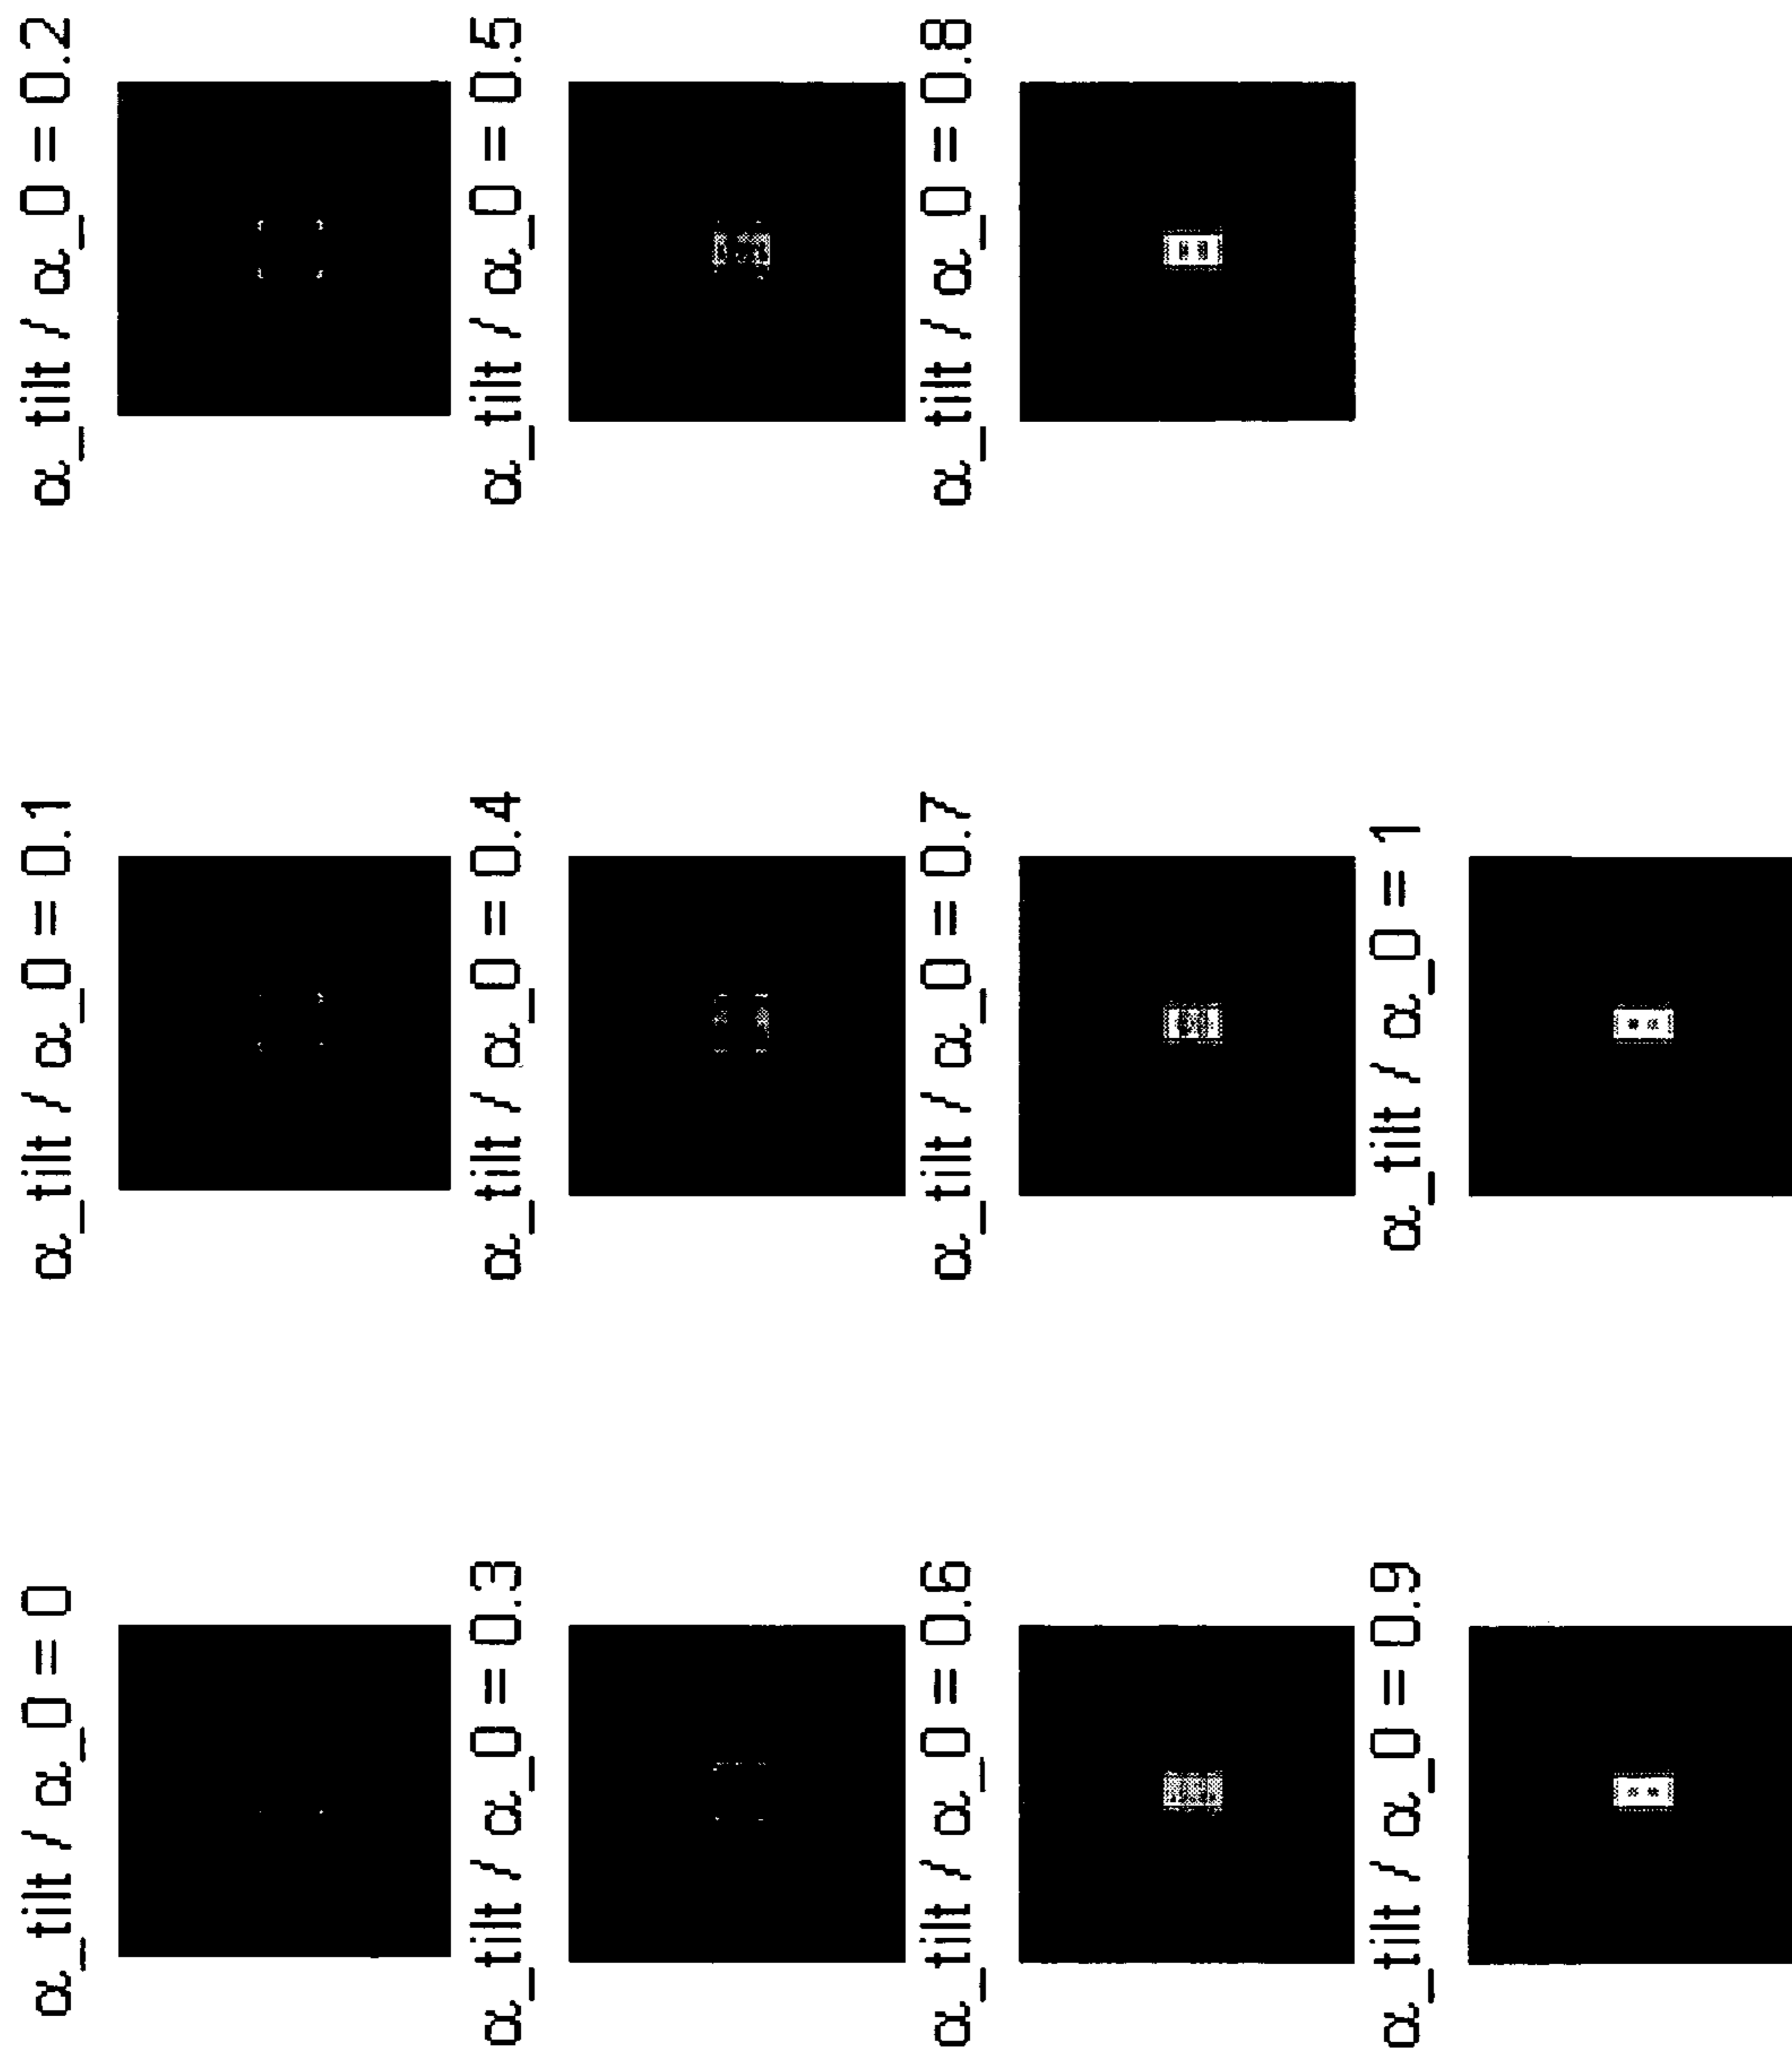 α_tilt / α_0 = 0
α_tilt / α_0 = 0.1
α_tilt / α_0 = 0.2
α_tilt / α_0 = 0.3
α_tilt / α_0 = 0.4
α_tilt / α_0 = 0.5
α_tilt / α_0 = 0.6
α_tilt / α_0 = 0.7
α_tilt / α_0 = 0.8
α_tilt / α_0 = 0.9
α_tilt / α_0 = 1